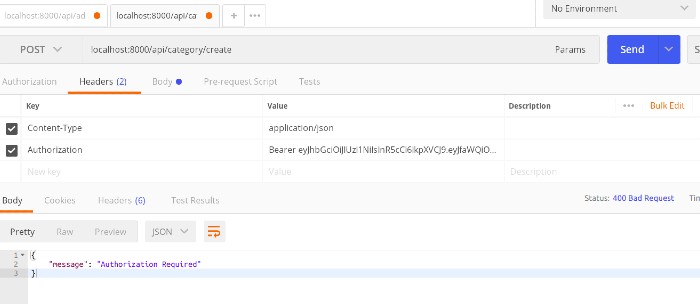 localhost:8000/api/ad
localhost:8000/api/ca
+
•••
No Environment
POST
localhost:8000/api/category/create
Params
Send
S
Authorization
Headers (2)
Body
Pre-request Script
Tests
Key
Value
Description
•••
Bulk Edit
Content-Type
application/json
Authorization
New key
Value
Description
Body
Cookies
Headers (6)
Test Results
Status: 400 Bad Request
Tim
Pretty
Raw
Preview
JSON
1 {
2 "message": "Authorization Required"
3 }